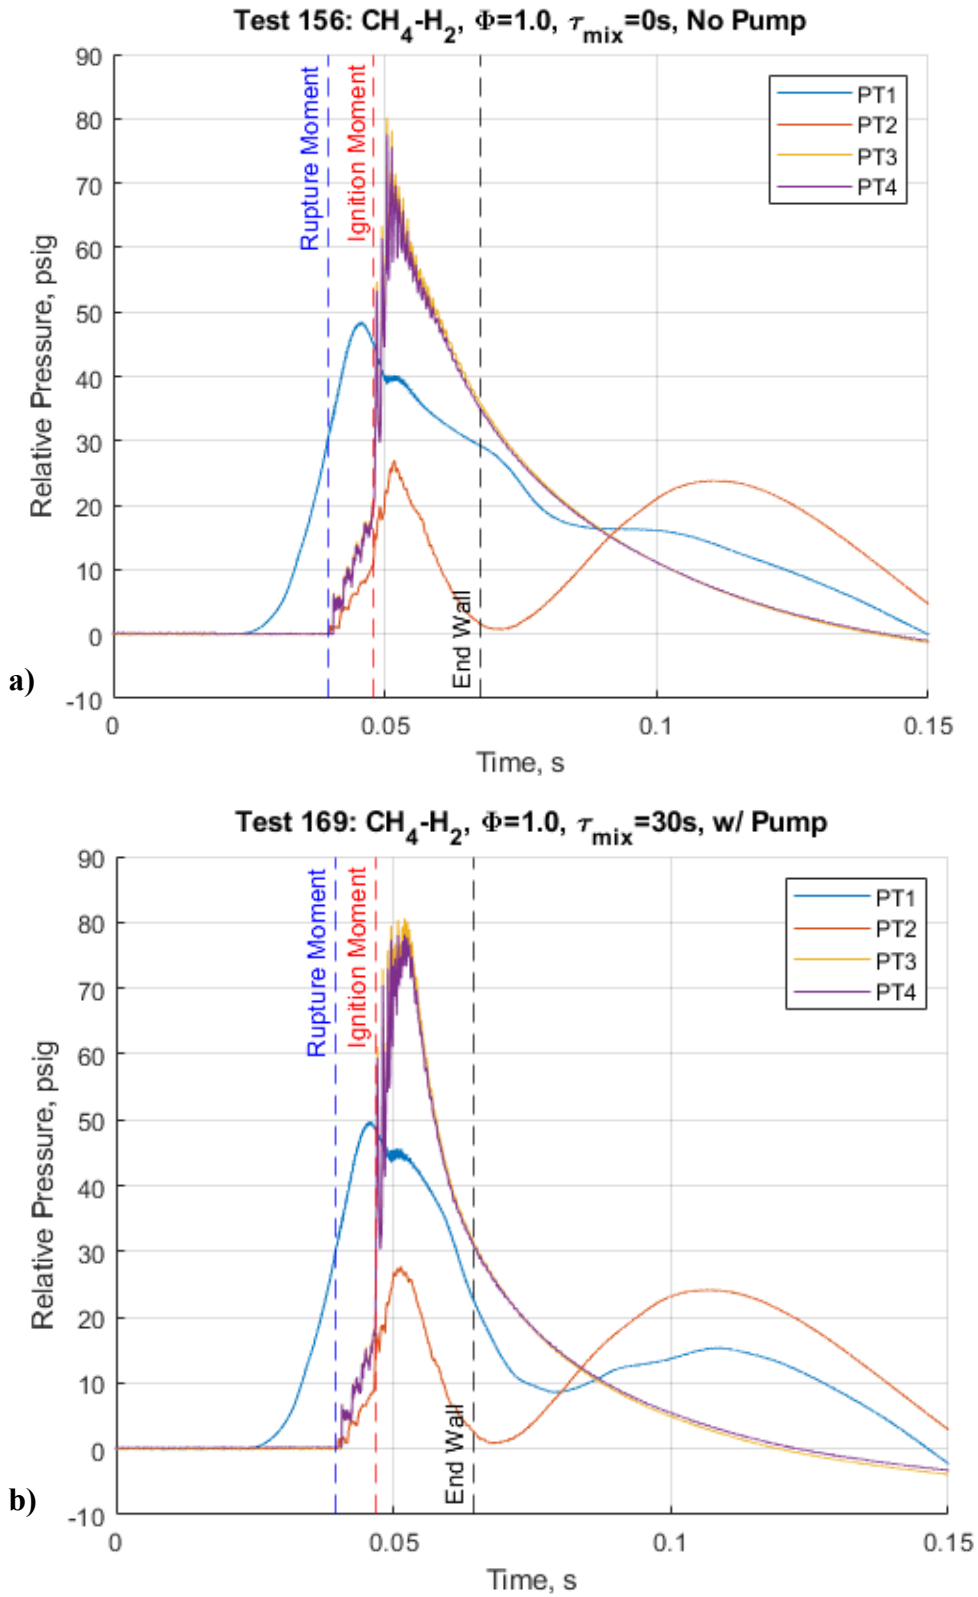 Test 156: CH4-H2, Φ=1.0, τmix=0s, No Pump
90
80
70
60
50
40
30
20
10
0
-10
Relative Pressure, psig
Rupture Moment
Ignition Moment
End Wall
PT1
PT2
PT3
PT4
a)
0
0.05
0.1
0.15
Time, s
Test 169: CH4-H2, Φ=1.0, τmix=30s, w/ Pump
90
80
70
60
50
40
30
20
10
0
-10
Relative Pressure, psig
Rupture Moment
Ignition Moment
End Wall
PT1
PT2
PT3
PT4
b)
0
0.05
0.1
0.15
Time, s